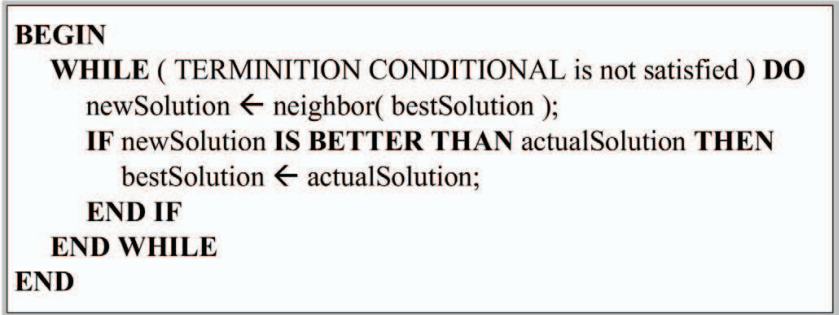 BEGIN
WHILE ( TERMINITION CONDITIONAL is not satisfied ) DO
newSolution ← neighbor( bestSolution );
IF newSolution IS BETTER THAN actualSolution THEN
bestSolution ← actualSolution;
END IF
END WHILE
END